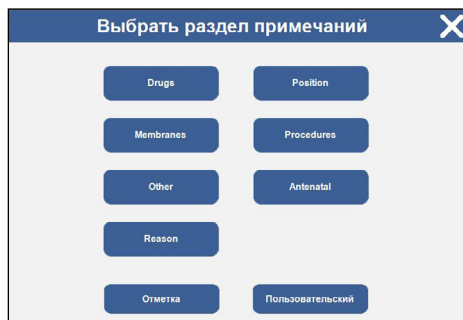 Выбрать раздел примечаний
Drugs
Position
Membranes
Procedures
Other
Antenatal
Reason
Отметка
Пользовательский